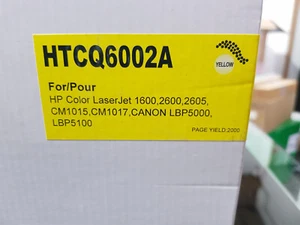 HTCQ6002A
YELLOW
For/Pour
HP Color LaserJet 1600,2600,2605,
CM1015,CM1017,CANON LBP5000,
LBP5100
PAGE YIELD:2000